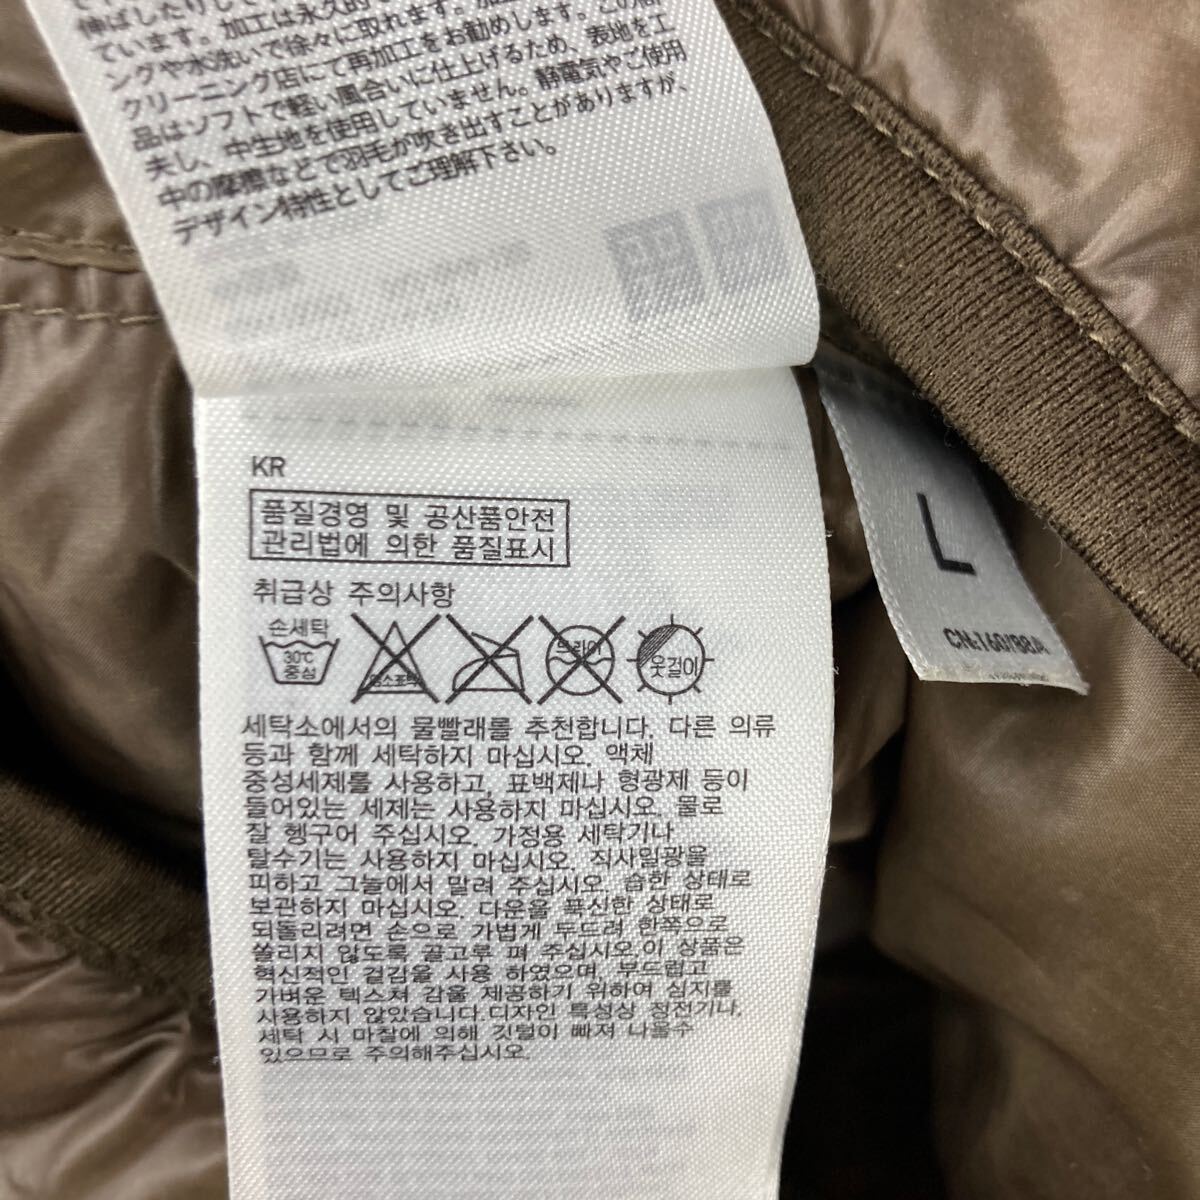 ています。加工は永久的
ングや水洗いで徐々に取れます。加工
クリーニング店にて再加工をお勧めします。この商
品はソフトで軽い風合いに仕上げるため、表地を工
夫し、中生地を使用していません。静電気やご使用
中の摩擦などで羽毛が吹き出すことがありますが、
デザイン特性としてご理解下さい。
KR
품질경영 및 공산품안전
관리법에 의한 품질표시
취급상 주의사항
손세탁
30℃
중성
염소표백
드라이
옷걸이
세탁소에서의 물빨래를 추천합니다. 다른 의류
등과 함께 세탁하지 마십시오. 액체
중성세제를 사용하고, 표백제나 형광제 등이
들어있는 세제는 사용하지 마십시오. 물로
잘 헹구어 주십시오. 가정용 세탁기나
탈수기는 사용하지 마십시오. 직사일광을
피하고 그늘에서 말려 주십시오. 습한 상태로
보관하지 마십시오. 다운을 푹신한 상태로
되돌리려면 손으로 가볍게 두드려 한쪽으로
쏠리지 않도록 골고루 펴 주십시오.이 상품은
혁신적인 겉감을 사용 하였으며, 부드럽고
가벼운 텍스쳐 감을 제공하기 위하여 심지를
사용하지 않았습니다.디자인 특성상 정전기나,
세탁 시 마찰에 의해 깃털이 빠져 나올수
있으므로 주의해주십시오.
L
CN:160/88A